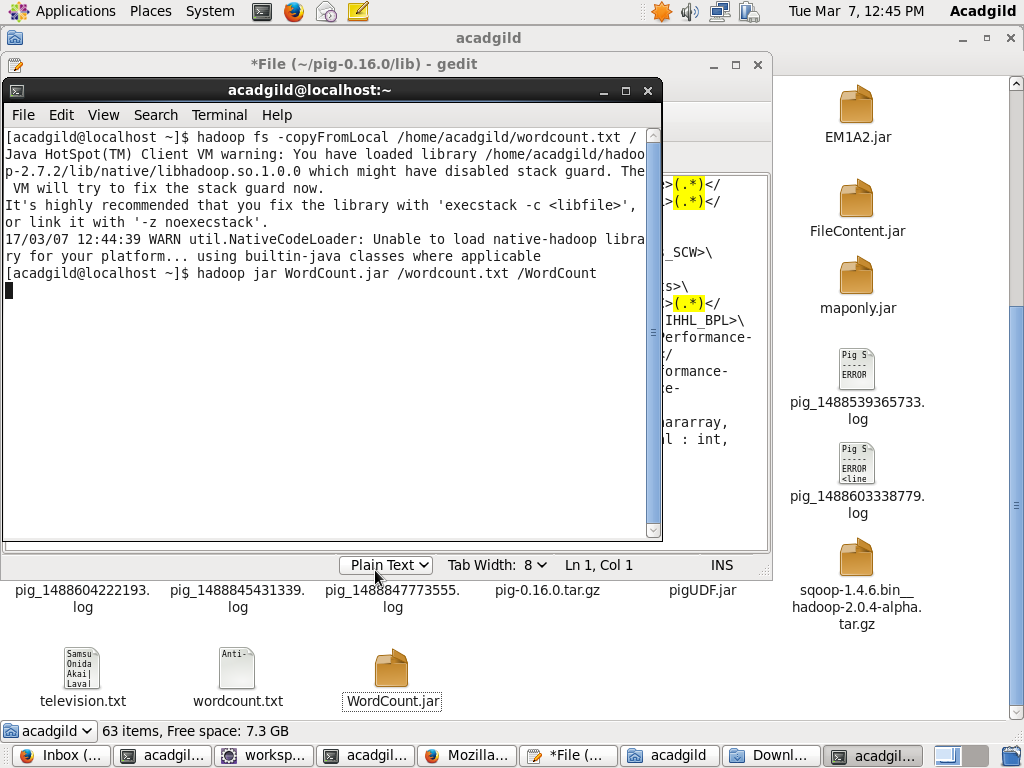 Applications Places System
Tue Mar 7, 12:45 PM Acadgild
acadgild
*File (~/pig-0.16.0/lib) - gedit
acadgild@localhost:~
File Edit View Search Terminal Help
[acadgild@localhost ~]$ hadoop fs -copyFromLocal /home/acadgild/wordcount.txt /
Java HotSpot(TM) Client VM warning: You have loaded library /home/acadgild/hadoo
p-2.7.2/lib/native/libhadoop.so.1.0.0 which might have disabled stack guard. The
 VM will try to fix the stack guard now.
It's highly recommended that you fix the library with 'execstack -c <libfile>',
or link it with '-z noexecstack'.
17/03/07 12:44:39 WARN util.NativeCodeLoader: Unable to load native-hadoop libra
ry for your platform... using builtin-java classes where applicable
[acadgild@localhost ~]$ hadoop jar WordCount.jar /wordcount.txt /WordCount
>(.*)</
>(.*)</
_SCW>\
s>\
>(.*)</
IHHL_BPL>\
Performance-
</
formance-
e-
ararray,
l : int,
Plain Text Tab Width: 8 Ln 1, Col 1 INS
EM1A2.jar
FileContent.jar
maponly.jar
Pig S
-----
ERROR
pig_1488539365733.
log
Pig S
-----
ERROR
<line
pig_1488603338779.
log
sqoop-1.4.6.bin__
hadoop-2.0.4-alpha.
tar.gz
pig_1488604222193.
log
pig_1488845431339.
log
pig_1488847773555.
log
pig-0.16.0.tar.gz
pigUDF.jar
Samsu
Onida
Akai|
Lava|
television.txt
Anti-
wordcount.txt
WordCount.jar
acadgild 63 items, Free space: 7.3 GB
Inbox (... acadgil... worksp... acadgil... Mozilla... *File (... acadgild Downl... acadgil...